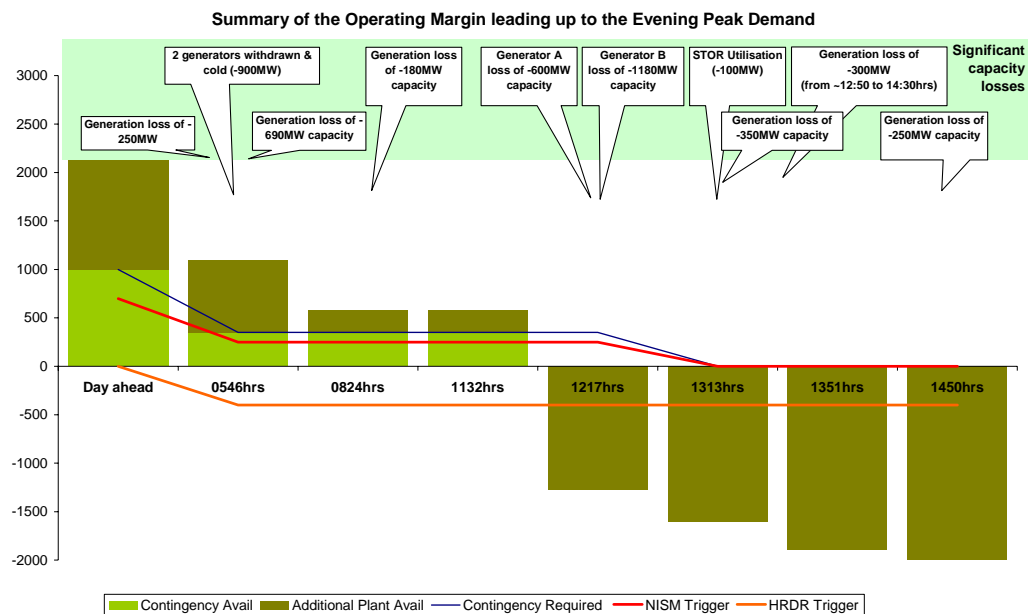 Summary of the Operating Margin leading up to the Evening Peak Demand
2 generators withdrawn &
cold (-900MW)
Generation loss
of -180MW
capacity
Generator A
loss of -600MW
capacity
Generator B
loss of -1180MW
capacity
STOR Utilisation
(-100MW)
Generation loss of
-300MW
(from ~12:50 to 14:30hrs)
Significant
capacity
losses
Generation loss of -
250MW
Generation loss of -
690MW capacity
Generation loss of
-350MW capacity
Generation loss of
-250MW capacity
3000
2500
2000
1500
1000
500
0
-500
-1000
-1500
-2000
Day ahead
0546hrs
0824hrs
1132hrs
1217hrs
1313hrs
1351hrs
1450hrs
Contingency Avail
Additional Plant Avail
Contingency Required
NISM Trigger
HRDR Trigger